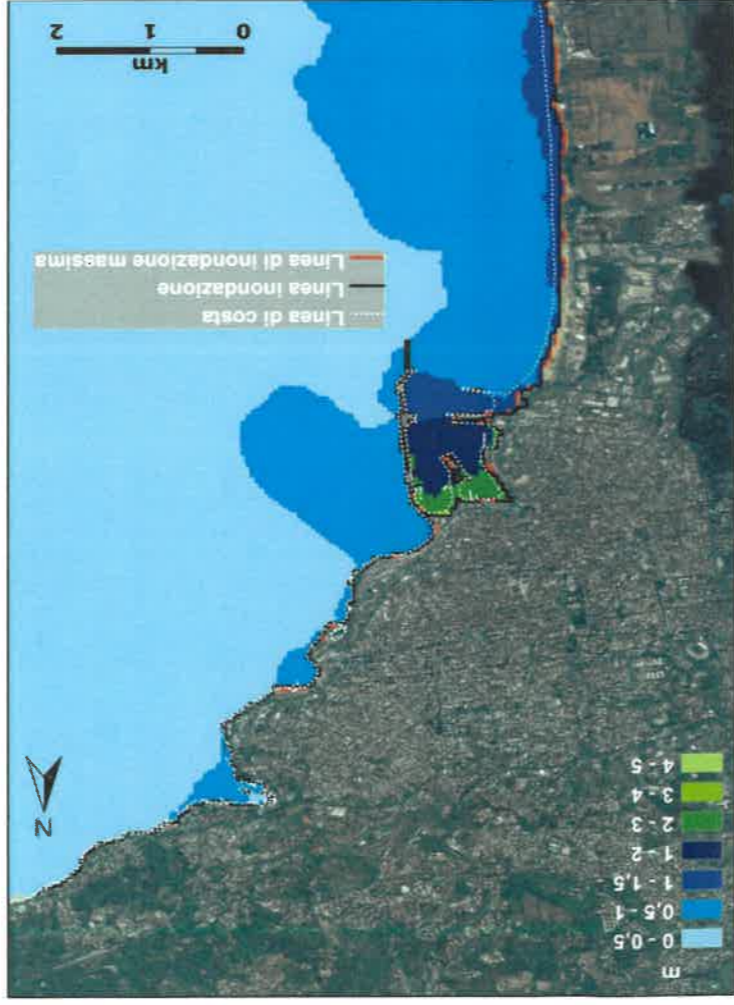 m
0 - 0,5
0,5 - 1
1 - 1,5
1 - 2
2 - 3
3 - 4
4 - 5
N
Linea di costa
Linea inondazione
Linea di inondazione massima
km
0 1 2